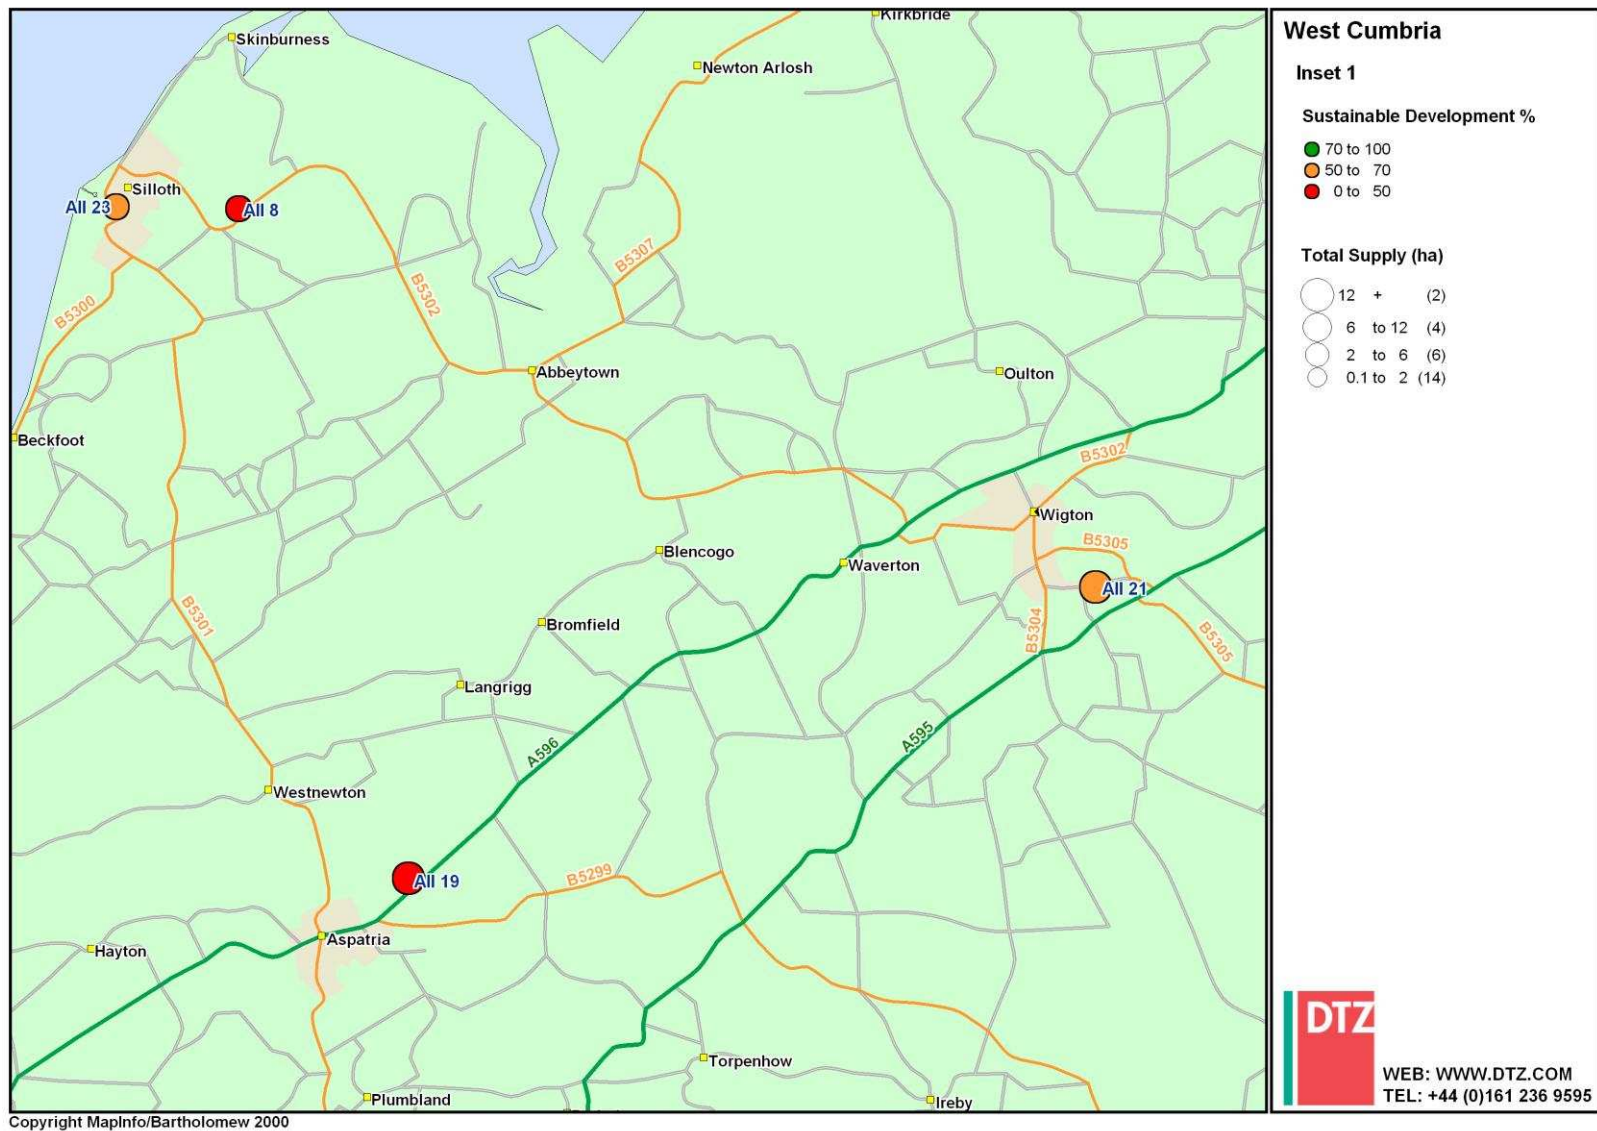 Kirkbride
Skinburness
Newton Arlosh
Silloth
All 23
All 8
B5307
B5302
B5300
Abbeytown
Oulton
Beckfoot
B5302
Wigton
B5305
Blencogo
Waverton
All 21
B5301
Bromfield
B5304
B5305
Langrigg
A595
A596
Westnewton
B5299
All 19
Aspatria
Hayton
Torpenhow
Plumbland
Ireby
Copyright MapInfo/Bartholomew 2000
West Cumbria
Inset 1
Sustainable Development %
70 to 100
50 to 70
0 to 50
Total Supply (ha)
12 + (2)
6 to 12 (4)
2 to 6 (6)
0.1 to 2 (14)
DTZ
WEB: WWW.DTZ.COM
TEL: +44 (0)161 236 9595